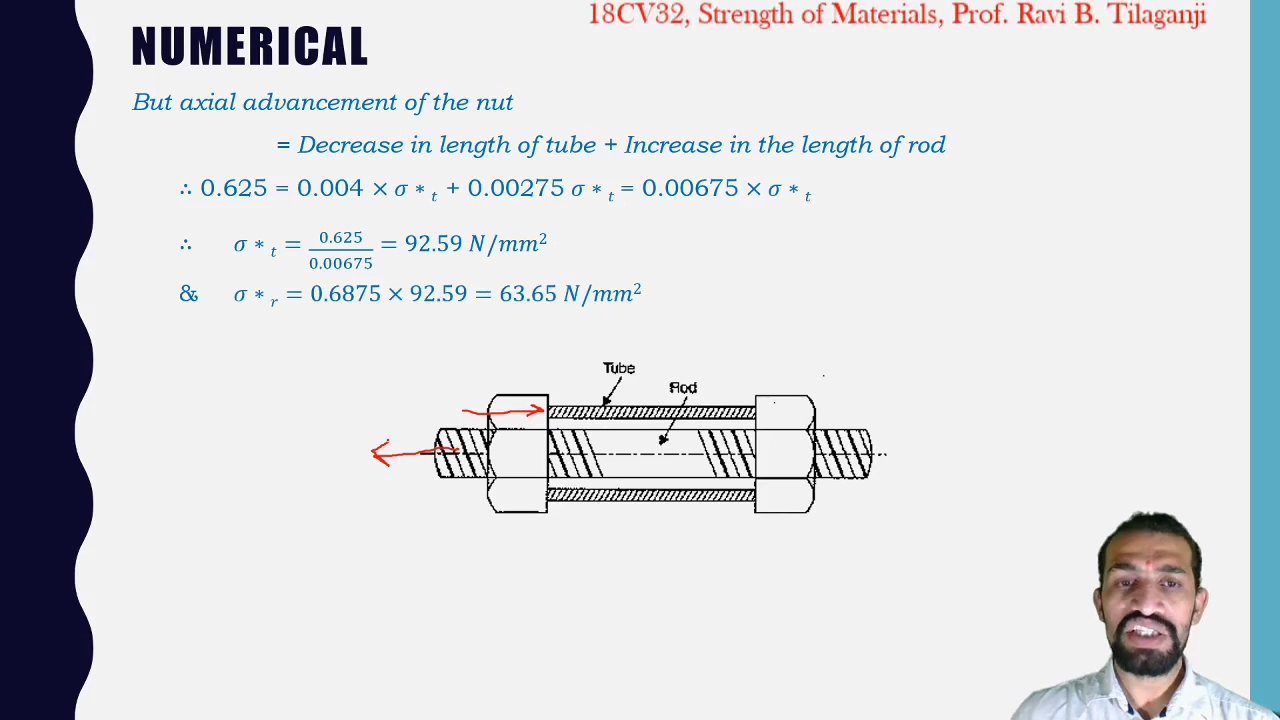 18CV32, Strength of Materials, Prof. Ravi B. Tilaganji
NUMERICAL
But axial advancement of the nut
= Decrease in length of tube + Increase in the length of rod
∴ 0.625 = 0.004 × σ *ₜ + 0.00275 σ *ₜ = 0.00675 × σ *ₜ
∴ σ *ₜ = 0.625/0.00675 = 92.59 N/mm²
& σ *ᵣ = 0.6875 × 92.59 = 63.65 N/mm²
Tube
Rod